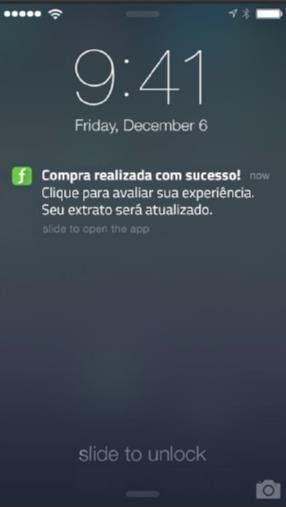 9:41
Friday, December 6
f
Compra realizada com sucesso! now
Clique para avaliar sua experiência.
Seu extrato será atualizado.
slide to open the app
slide to unlock